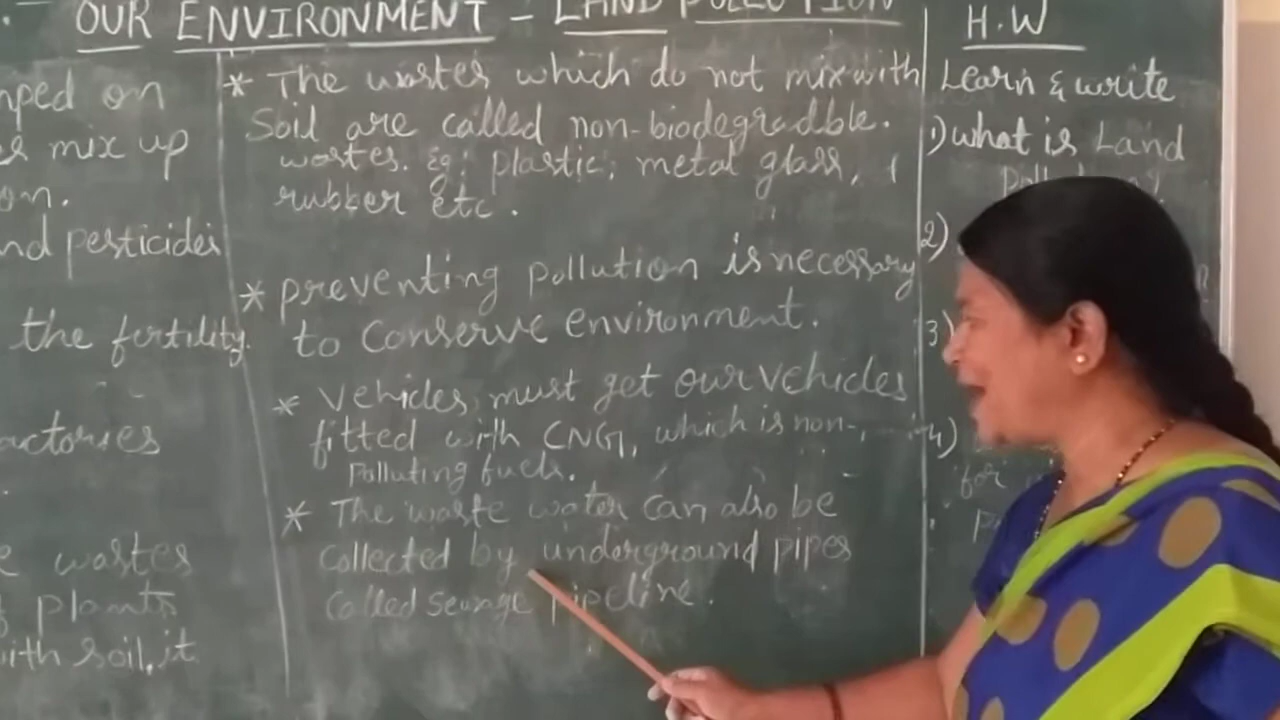 OUR ENVIRONMENT - LAND POLLUTION
mped on
mix up
on.
nd pesticides
the fertility.
actories
wastes
plants
with soil, it
* The wastes which do not mix with
Soil are called non-biodegradble.
wastes. Eg: plastic, metal glass,
rubber etc.
* preventing pollution is necessary
to conserve environment.
* Vehicles must get our vehicles
fitted with CNG, which is non-
Polluting fuels.
* The waste water can also be
collected by underground pipes
called sewage pipeline.
H.W
Learn & write
1) what is Land
2)
3)
4)
for